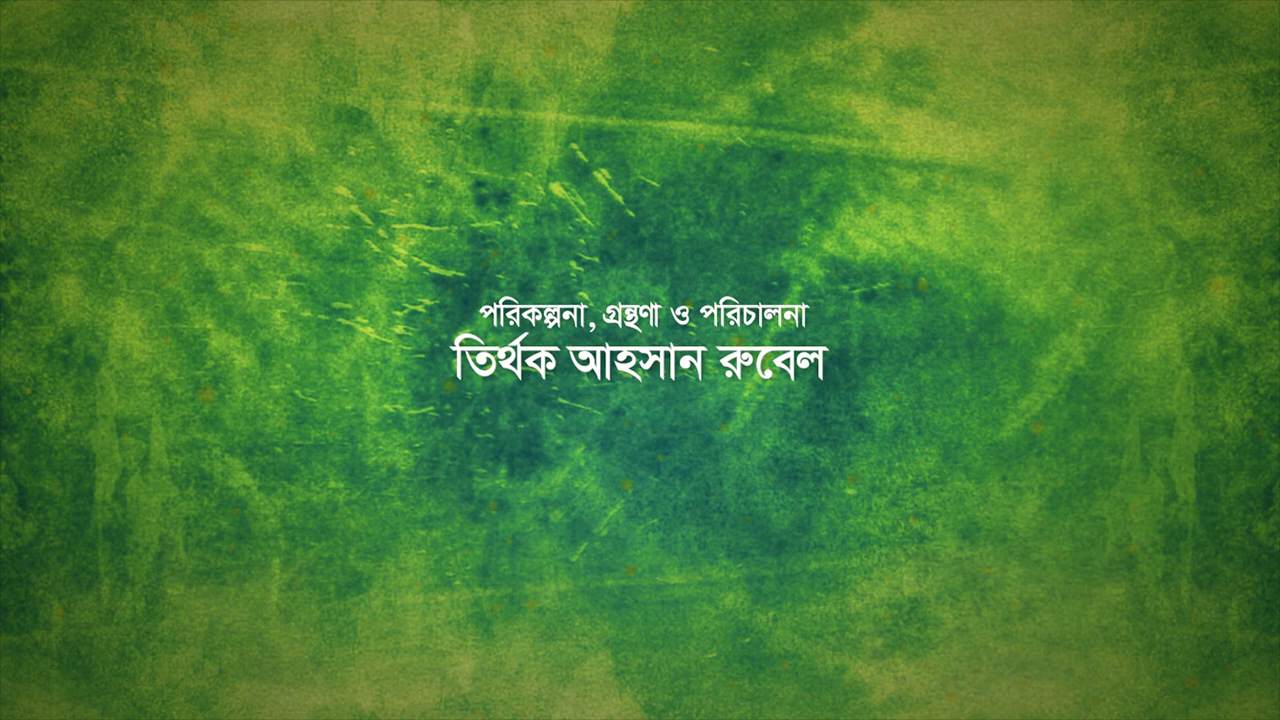 পরিকল্পনা, গ্রন্থণা ও পরিচালনা
তির্থক আহসান রুবেল